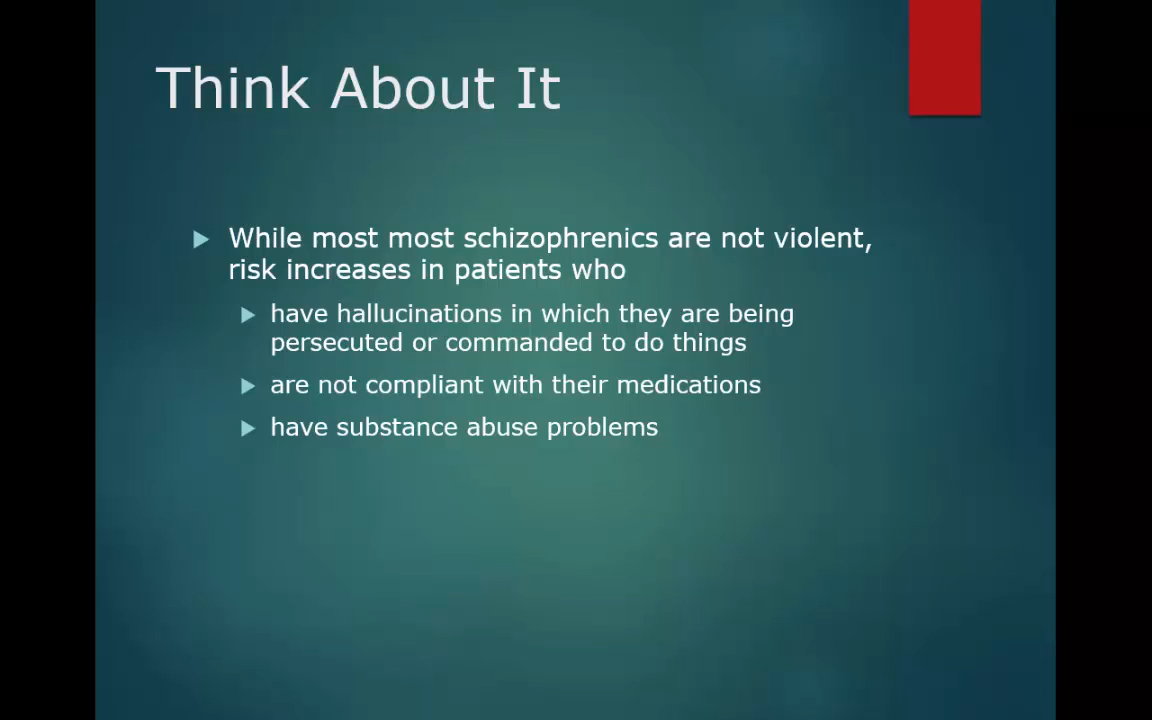 Think About It
While most most schizophrenics are not violent,
risk increases in patients who
have hallucinations in which they are being
persecuted or commanded to do things
are not compliant with their medications
have substance abuse problems